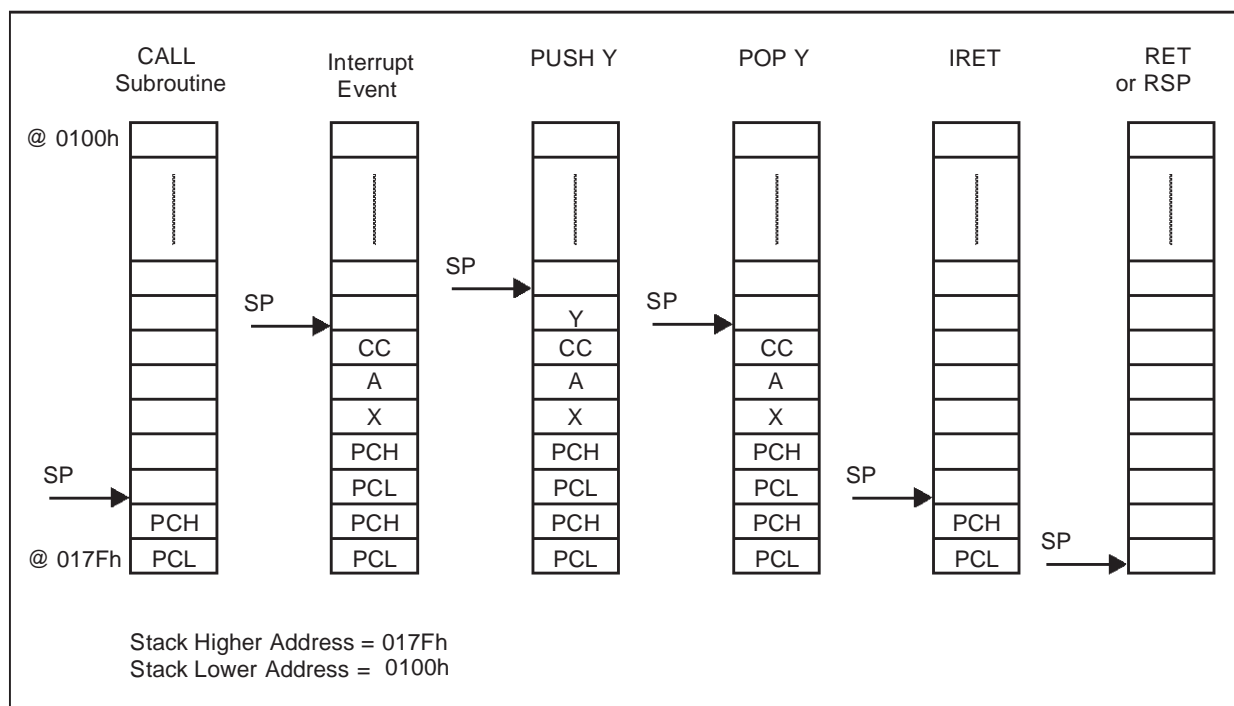 CALL
Subroutine
Interrupt
Event
PUSH Y
POP Y
IRET
RET
or RSP
@ 0100h
SP
SP
SP
Y
CC
CC
CC
A
A
A
X
X
X
PCH
PCH
PCH
SP
SP
PCL
PCL
PCL
PCH
PCH
PCH
PCH
PCH
SP
@ 017Fh
PCL
PCL
PCL
PCL
PCL
Stack Higher Address = 017Fh
Stack Lower Address = 0100h